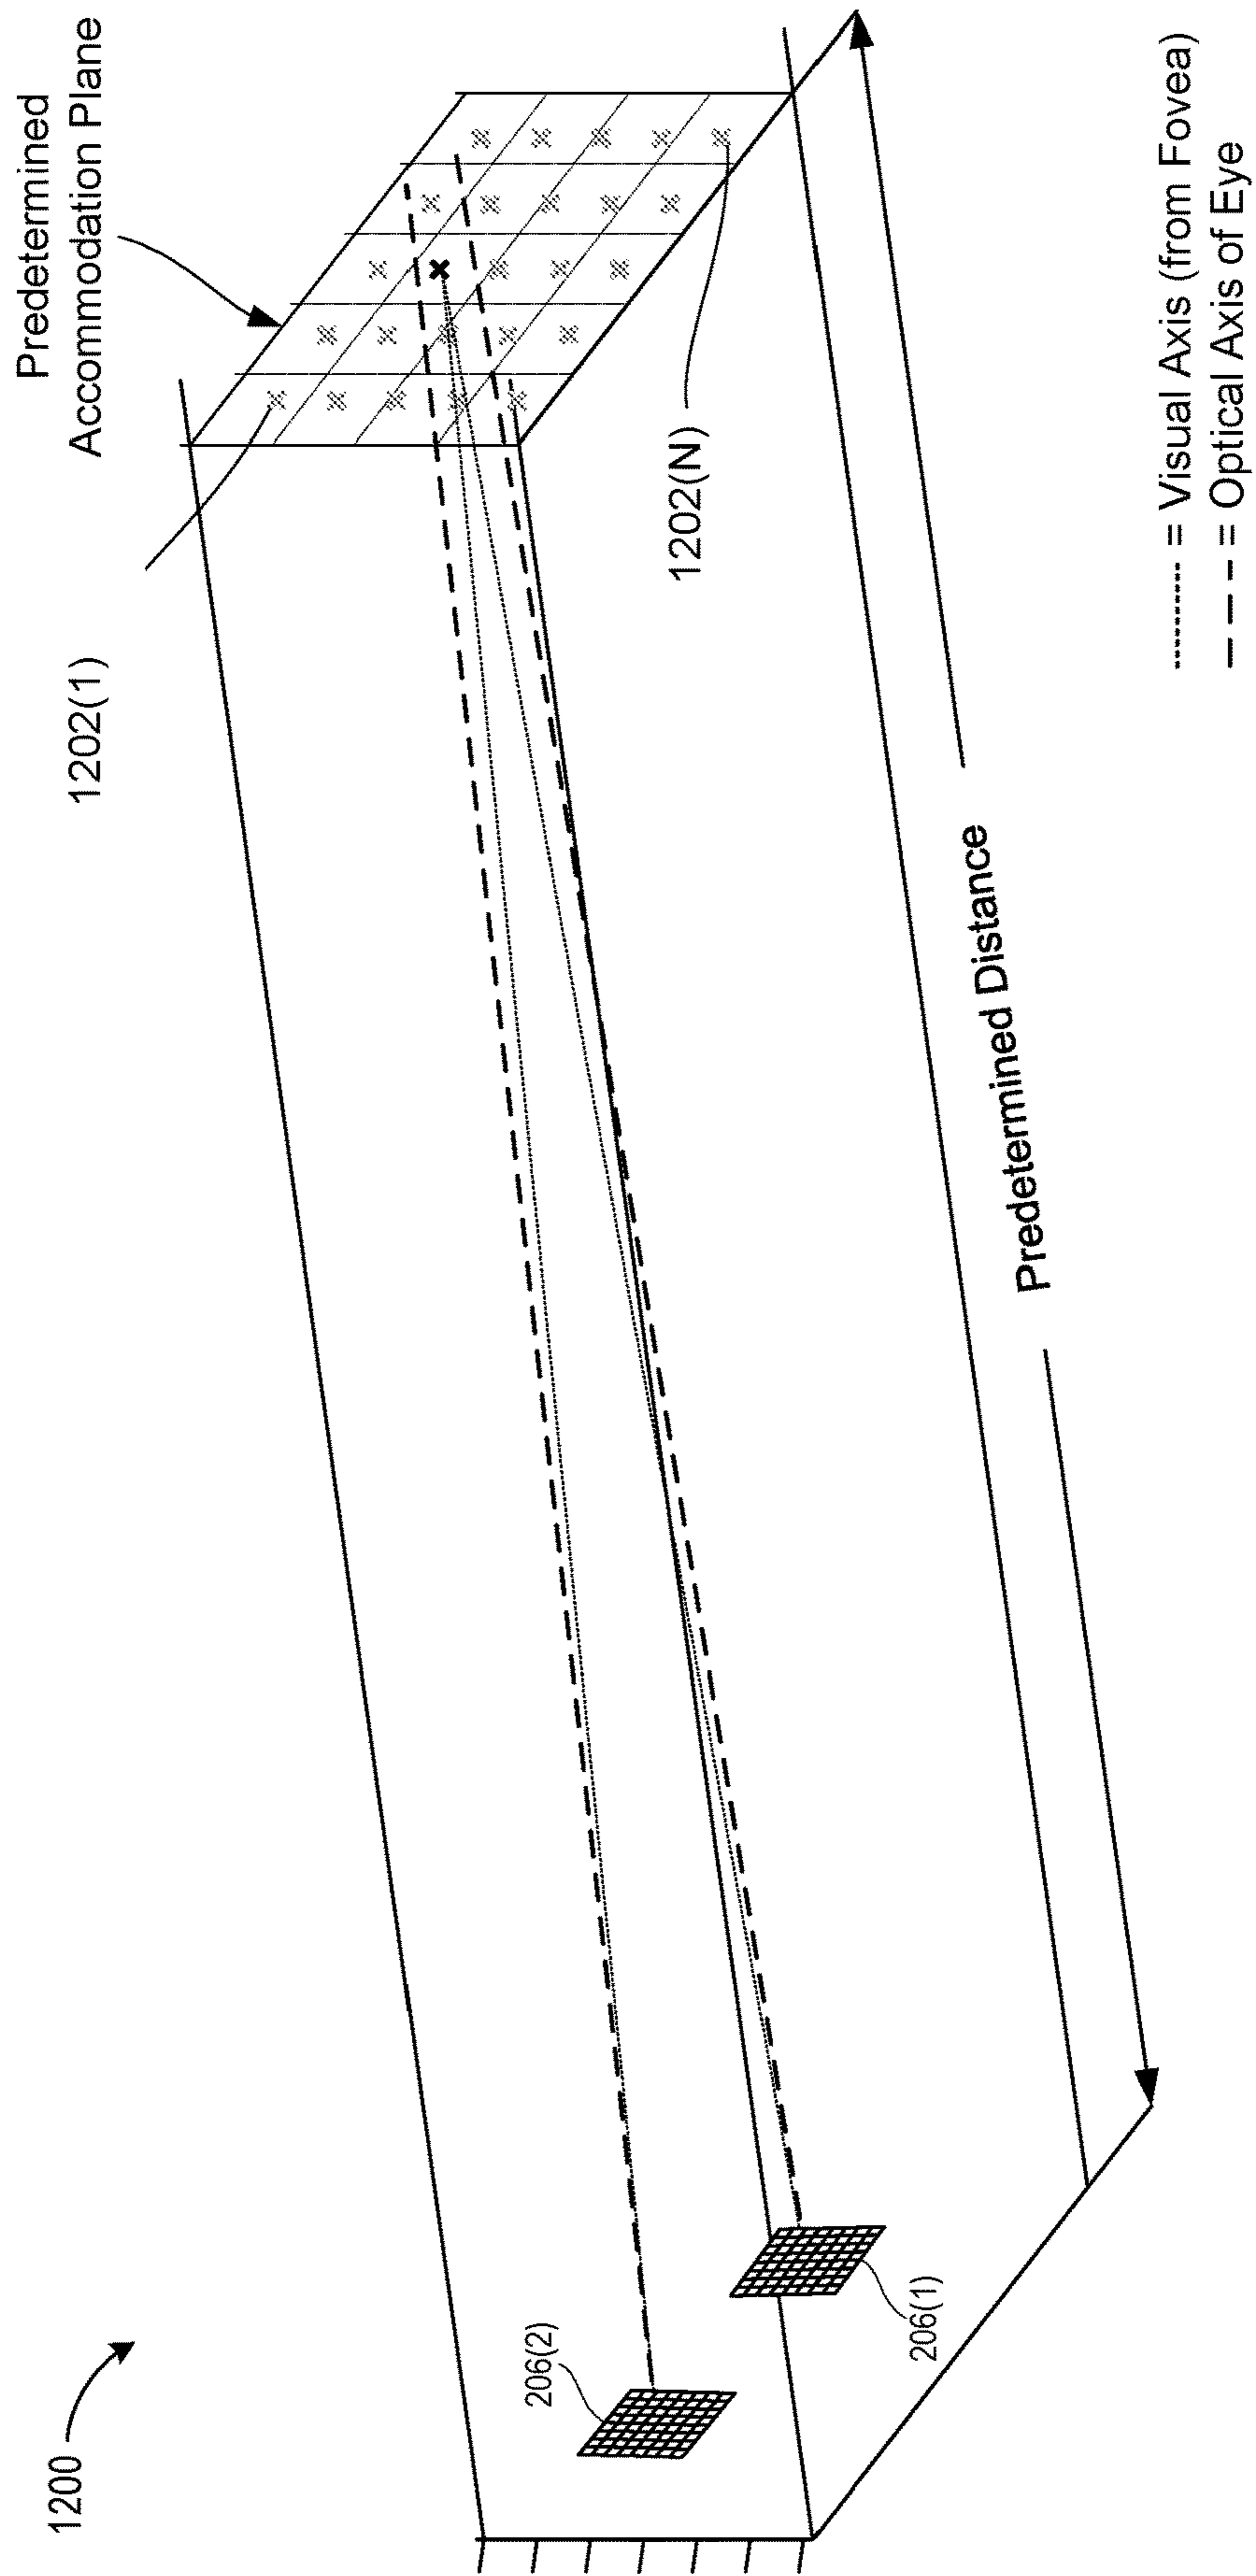 1200
Predetermined
Accommodation Plane
1202(1)
1202(N)
206(2)
206(1)
Predetermined Distance
---------- = Visual Axis (from Fovea)
— — - = Optical Axis of Eye